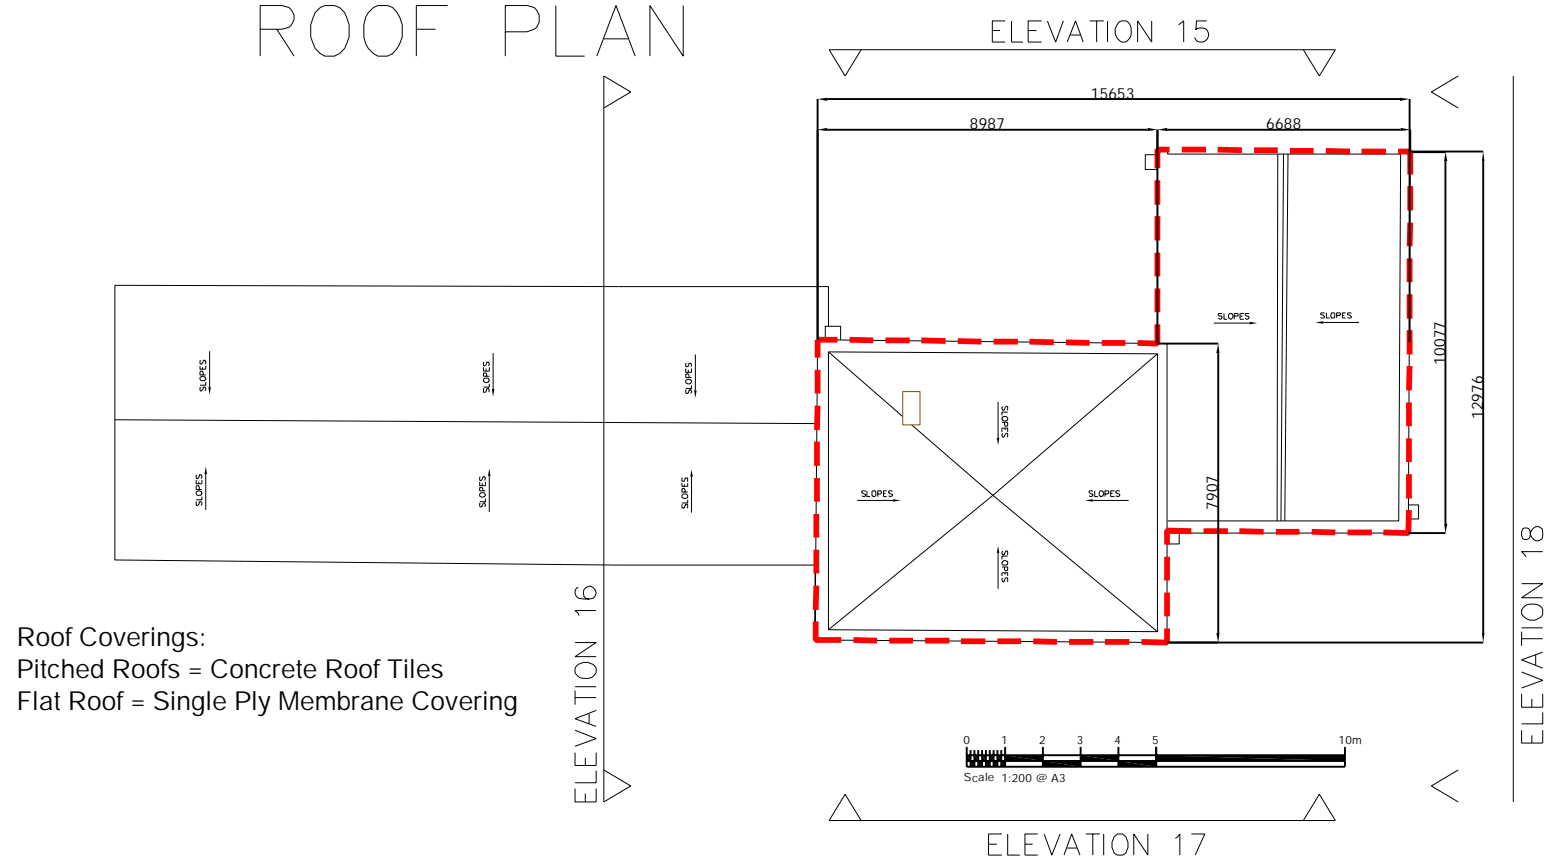 ROOF PLAN
ELEVATION 15
15653
8987
6688
SLOPES
SLOPES
10077
12976
SLOPES
SLOPES
SLOPES
SLOPES
SLOPES
SLOPES
SLOPES
7907
SLOPES
SLOPES
SLOPES
SLOPES
ELEVATION 16
ELEVATION 18
Roof Coverings:
Pitched Roofs = Concrete Roof Tiles
Flat Roof = Single Ply Membrane Covering
0 1 2 3 4 5 10m
Scale 1:200 @ A3
ELEVATION 17